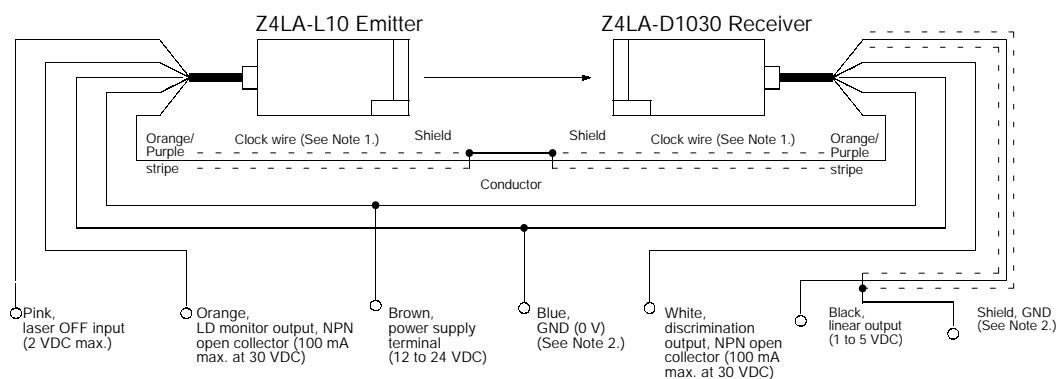 Z4LA-L10 Emitter
Z4LA-D1030 Receiver
Orange/
Purple
stripe
Clock wire (See Note 1.)
Shield
Shield
Clock wire (See Note 1.)
Orange/
Purple
stripe
Conductor
Pink,
laser OFF input
(2 VDC max.)
Orange,
LD monitor output, NPN
open collector (100 mA
max. at 30 VDC)
Brown,
power supply
terminal
(12 to 24 VDC)
Blue,
GND (0 V)
(See Note 2.)
White,
discrimination
output, NPN open
collector (100 mA
max. at 30 VDC)
Black,
linear output
(1 to 5 VDC)
Shield, GND
(See Note 2.)